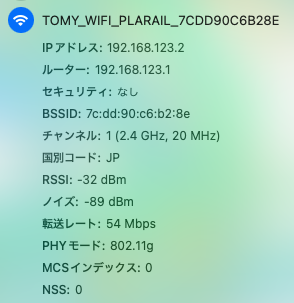 TOMY_WIFI_PLARAIL_7CDD90C6B28E
IPアドレス: 192.168.123.2
ルーター: 192.168.123.1
セキュリティ: なし
BSSID: 7c:dd:90:c6:b2:8e
チャンネル: 1 (2.4 GHz, 20 MHz)
国別コード: JP
RSSI: -32 dBm
ノイズ: -89 dBm
転送レート: 54 Mbps
PHYモード: 802.11g
MCSインデックス: 0
NSS: 0